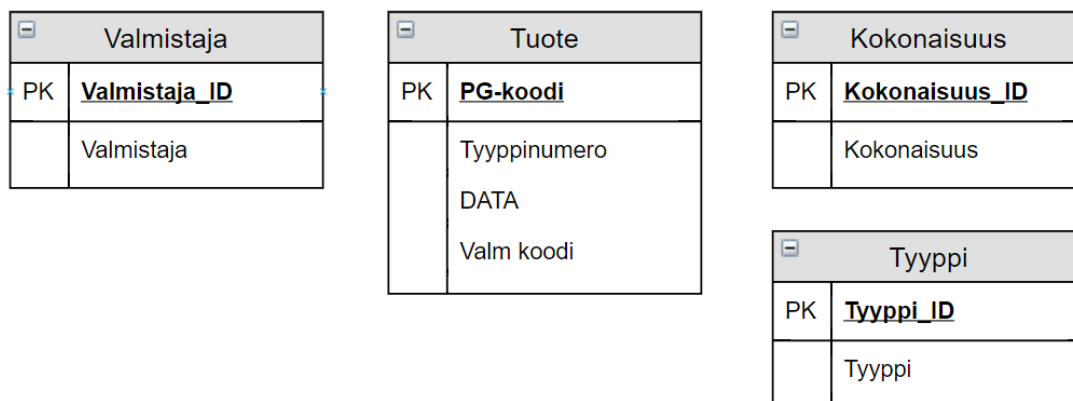 Valmistaja
PK Valmistaja_ID
Valmistaja
Tuote
PK PG-koodi
Tyyppinumero
DATA
Valm koodi
Kokonaisuus
PK Kokonaisuus_ID
Kokonaisuus
Tyyppi
PK Tyyppi_ID
Tyyppi